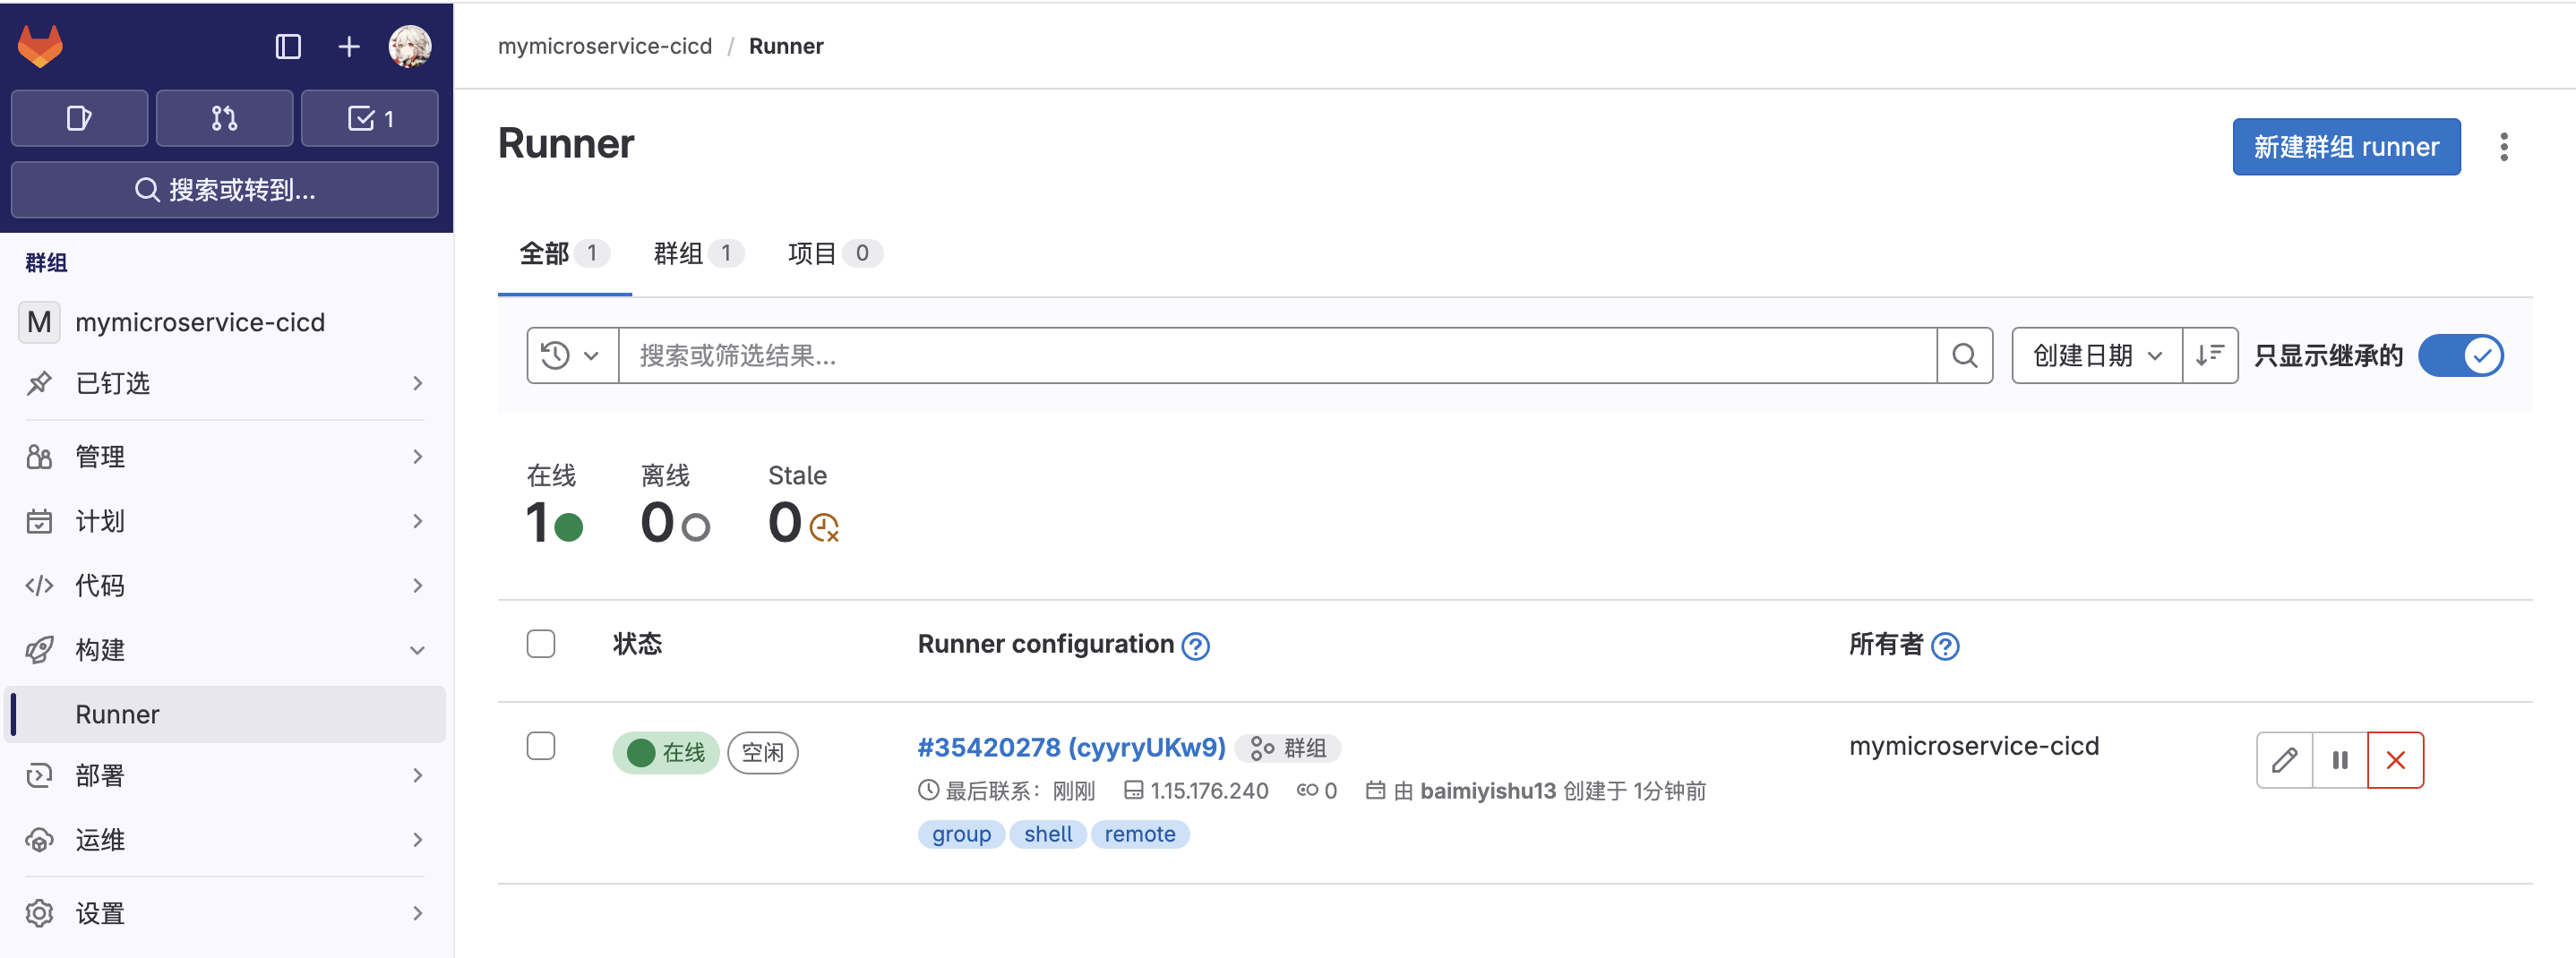 mymicroservice-cicd / Runner
1
搜索或转到...
群组
M mymicroservice-cicd
已钉选
管理
计划
代码
构建
Runner
部署
运维
设置
Runner
新建群组 runner
全部 1 群组 1 项目 0
搜索或筛选结果... 创建日期 只显示继承的
在线 离线 Stale
1 0 0
状态 Runner configuration ? 所有者 ?
在线 空闲 #35420278 (cyyryUKw9) 群组 mymicroservice-cicd
最后联系：刚刚 1.15.176.240 0 由 baimiyishu13 创建于 1分钟前
group shell remote